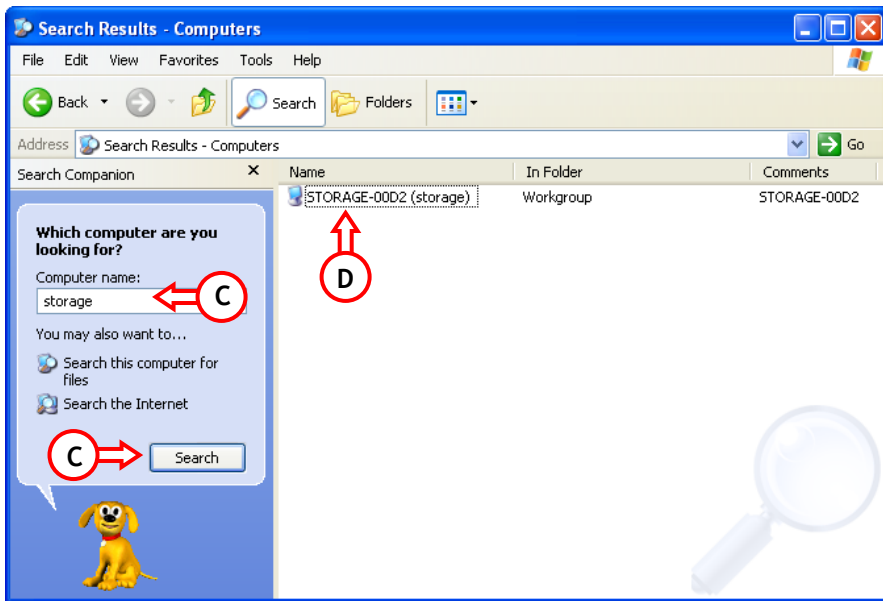 Search Results - Computers
File Edit View Favorites Tools Help
Back Search Folders
Address Search Results - Computers Go
Search Companion
Name In Folder Comments
STORAGE-00D2 (storage) Workgroup STORAGE-00D2
Which computer are you
looking for?
Computer name:
storage
C
D
You may also want to...
Search this computer for
files
Search the Internet
C
Search